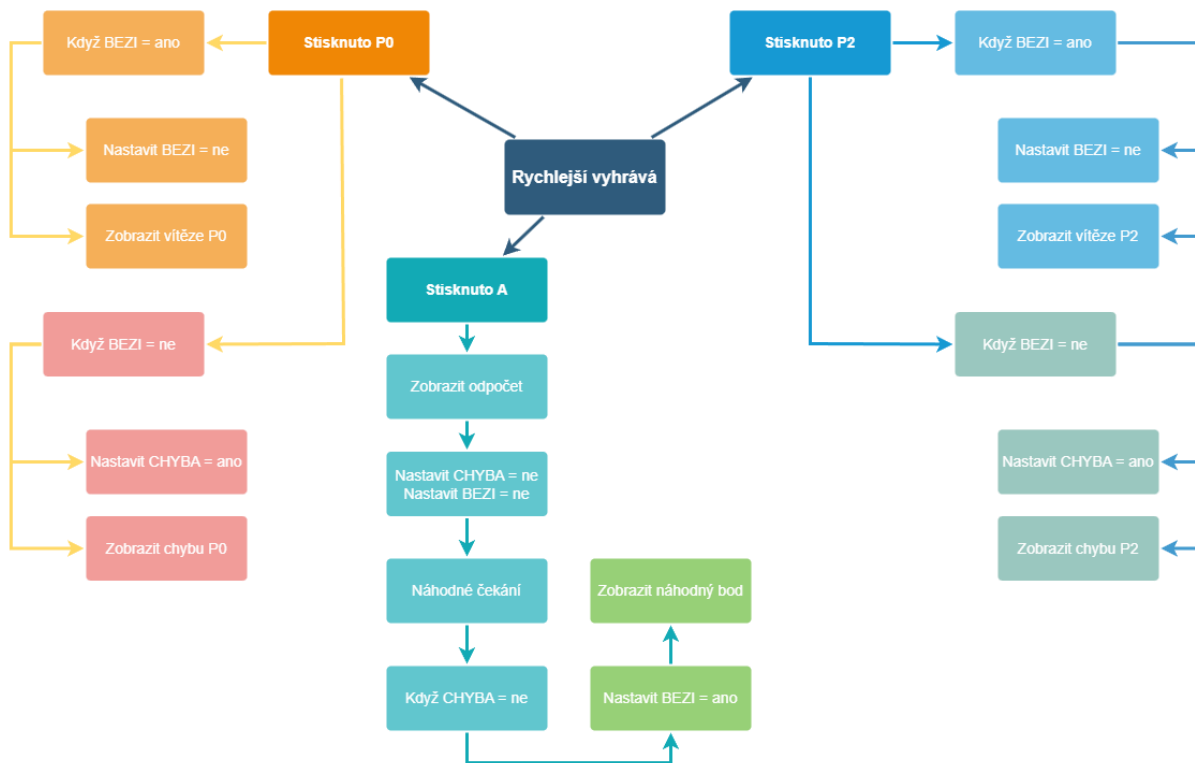 Když BEZI = ano
Stisknuto P0
Stisknuto P2
Když BEZI = ano
Nastavit BEZI = ne
Rychlejší vyhrává
Nastavit BEZI = ne
Zobrazit vítěze P0
Zobrazit vítěze P2
Stisknuto A
Když BEZI = ne
Když BEZI = ne
Zobrazit odpočet
Nastavit CHYBA = ano
Nastavit CHYBA = ne
Nastavit BEZI = ne
Nastavit CHYBA = ano
Zobrazit chybu P0
Zobrazit chybu P2
Náhodné čekání
Zobrazit náhodný bod
Když CHYBA = ne
Nastavit BEZI = ano